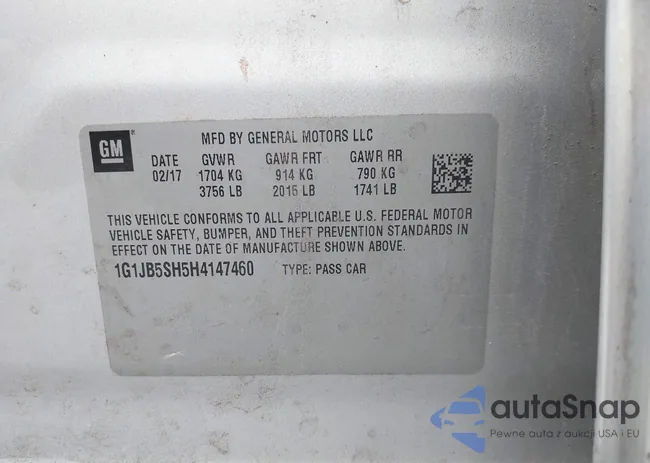 GM
MFD BY GENERAL MOTORS LLC
DATE GVWR GAWR FRT GAWR RR
02/17 1704 KG 914 KG 790 KG
3756 LB 2015 LB 1741 LB
THIS VEHICLE CONFORMS TO ALL APPLICABLE U.S. FEDERAL MOTOR
VEHICLE SAFETY, BUMPER, AND THEFT PREVENTION STANDARDS IN
EFFECT ON THE DATE OF MANUFACTURE SHOWN ABOVE.
1G1JB5SH5H4147460 TYPE: PASS CAR
autaSnap
Pewne auta z aukcji USA i EU